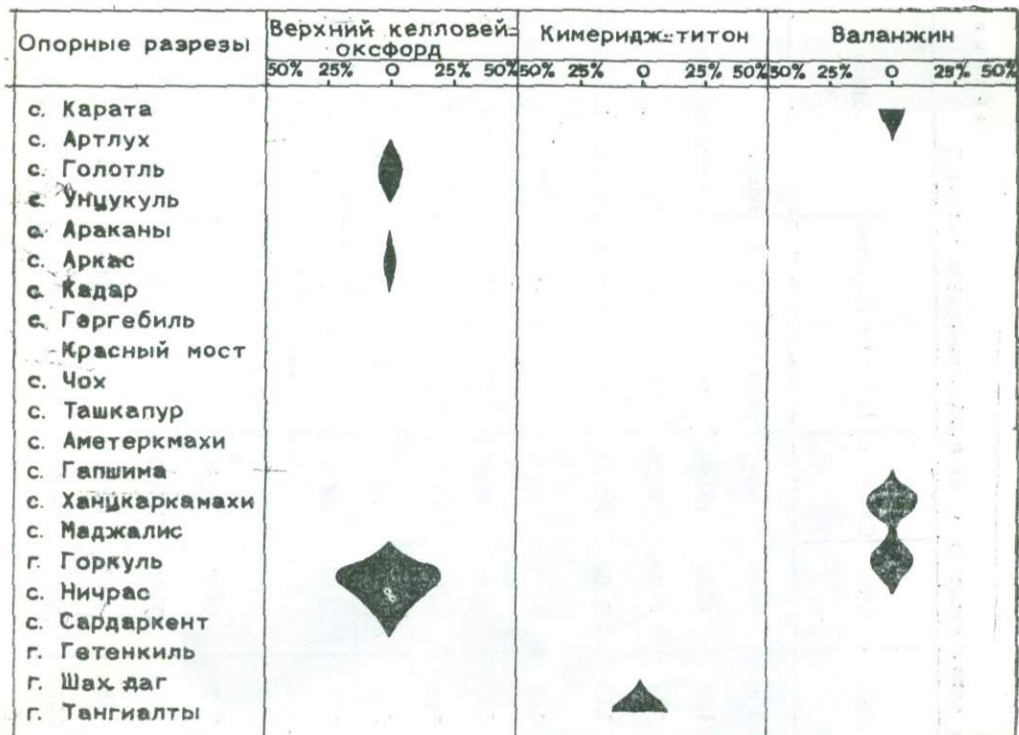 Опорные разрезы
Верхний келловей-
оксфорд
Кимеридж-титон
Валанжин
50% 25% 0 25% 50%
50% 25% 0 25% 50%
50% 25% 0 25% 50%
с. Карата
с. Артлух
с. Голотль
с. Унцукуль
с. Араканы
с. Аркас
с. Кадар
с. Гаргебиль
Красный мост
с. Чох
с. Ташкапур
с. Аметеркмахи
с. Гапшима
с. Ханцкаркамахи
с. Маджалис
г. Горкуль
с. Ничрас
с. Сардаркент
г. Гетенкиль
г. Шах даг
г. Тангиалты